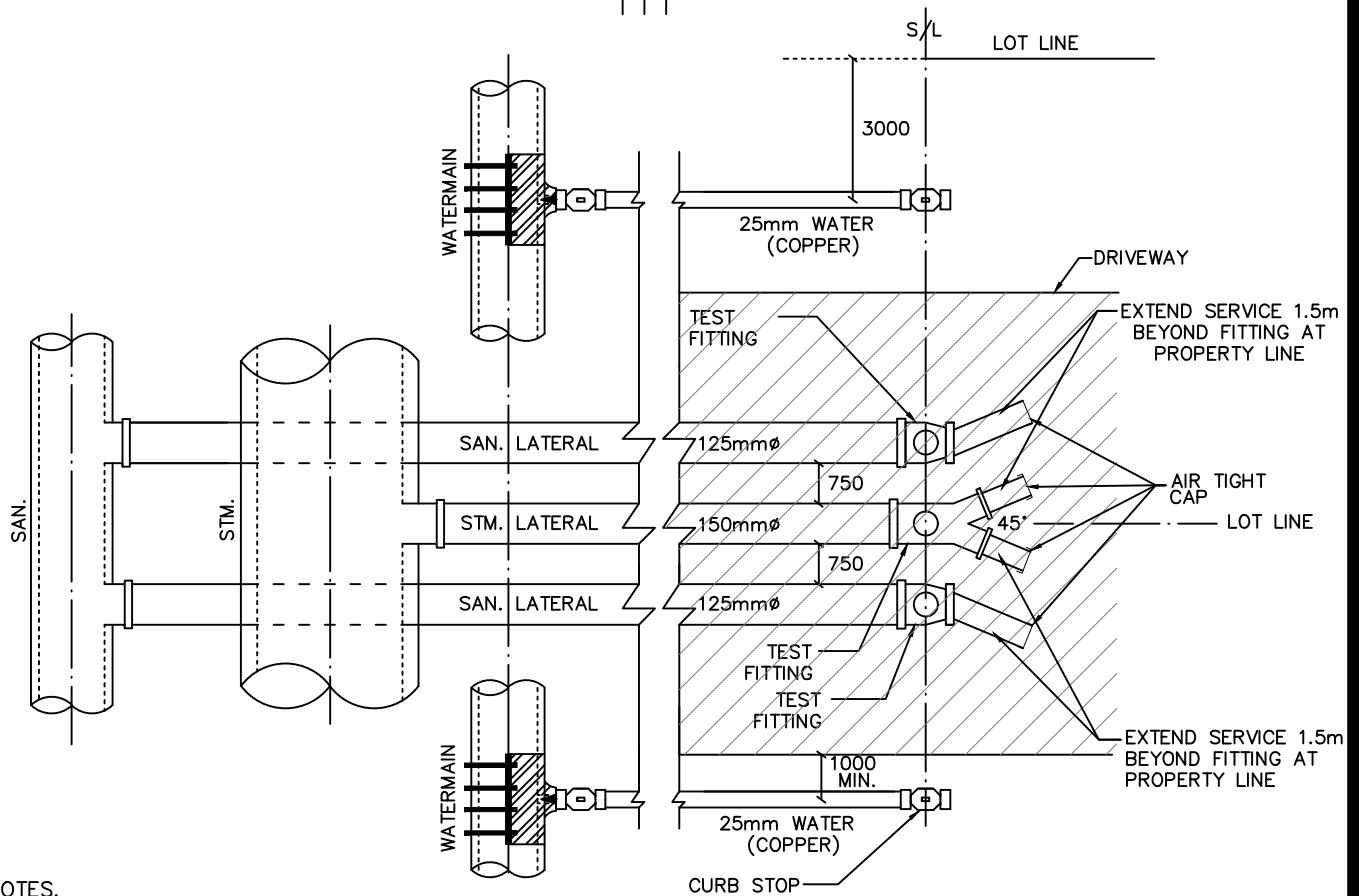 S/L
LOT LINE
3000
WATERMAIN
25mm WATER
(COPPER)
DRIVEWAY
TEST
FITTING
EXTEND SERVICE 1.5m
BEYOND FITTING AT
PROPERTY LINE
SAN.
STM.
SAN. LATERAL
125mmø
750
AIR TIGHT
CAP
STM. LATERAL
150mmø
45°
LOT LINE
750
SAN. LATERAL
125mmø
TEST
FITTING
TEST
FITTING
EXTEND SERVICE 1.5m
BEYOND FITTING AT
PROPERTY LINE
WATERMAIN
1000
MIN.
25mm WATER
(COPPER)
CURB STOP
OTES.